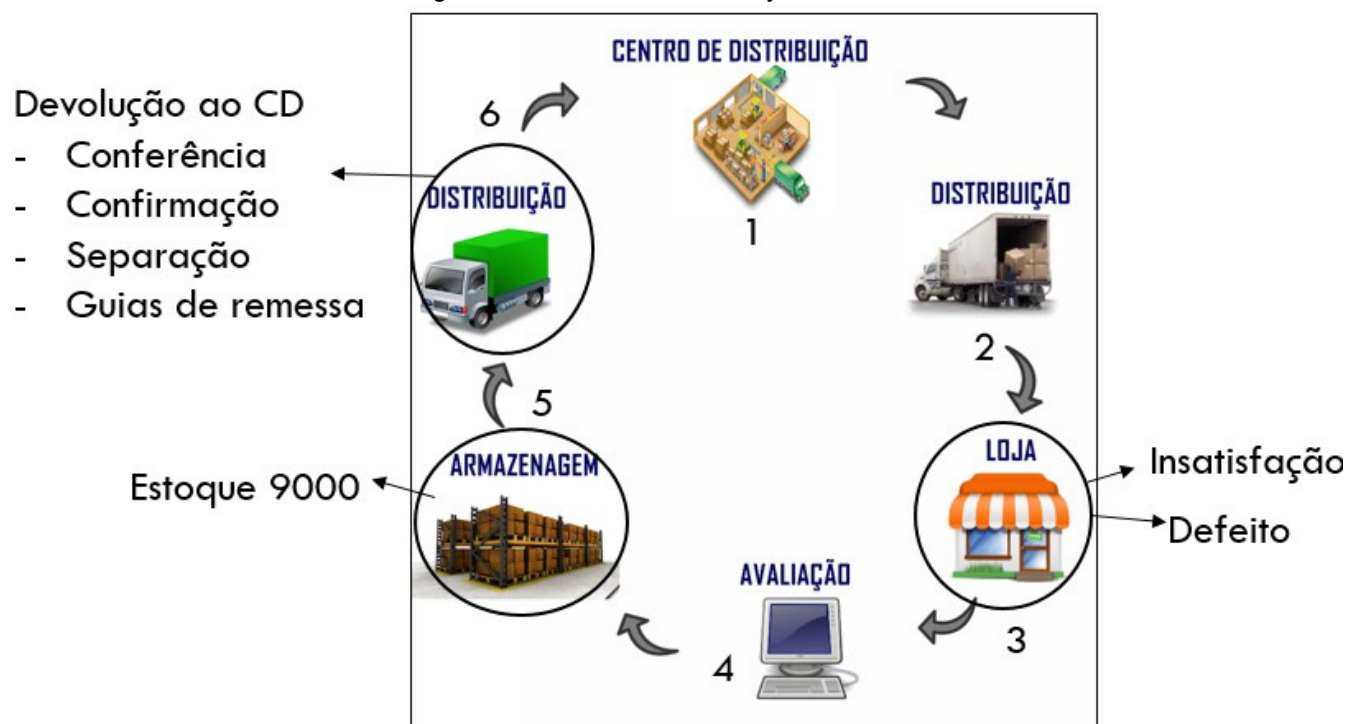 CENTRO DE DISTRIBUIÇÃO
1
DISTRIBUIÇÃO
2
LOJA
3
Insatisfação
Defeito
AVALIAÇÃO
4
ARMAZENAGEM
5
Estoque 9000
DISTRIBUIÇÃO
6
Devolução ao CD
- Conferência
- Confirmação
- Separação
- Guias de remessa